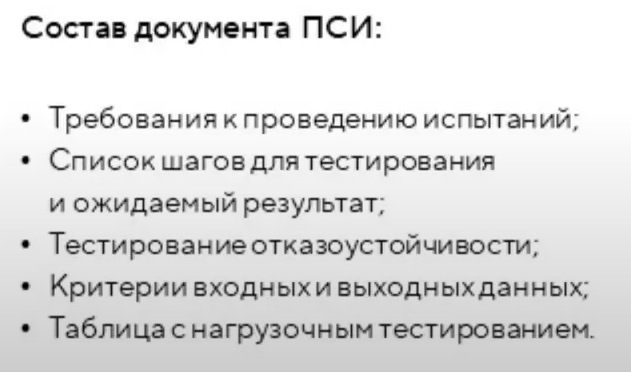 Состав документа ПСИ:
• Требования к проведению испытаний;
• Список шагов для тестирования
и ожидаемый результат;
• Тестирование отказоустойчивости;
• Критерии входных и выходных данных;
• Таблица с нагрузочным тестированием.